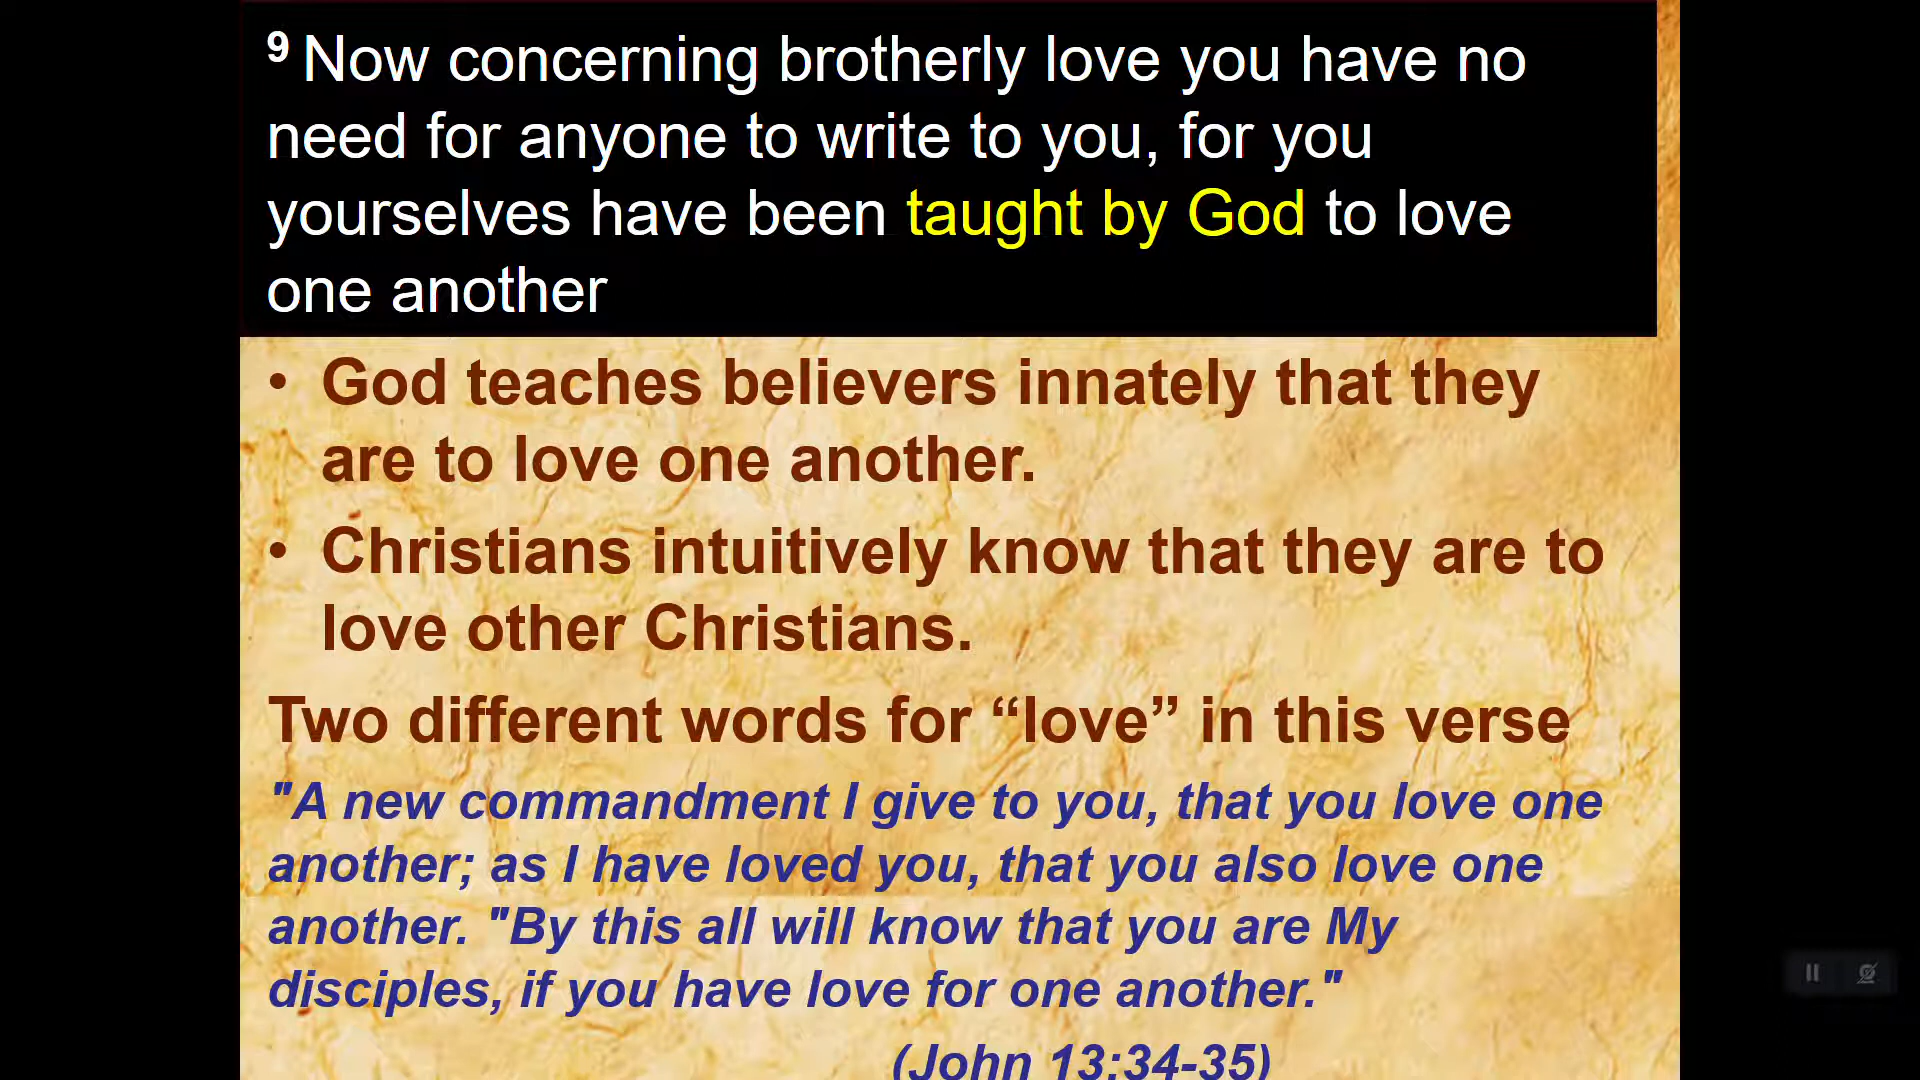 9 Now concerning brotherly love you have no
need for anyone to write to you, for you
yourselves have been taught by God to love
one another
• God teaches believers innately that they
are to love one another.
• Christians intuitively know that they are to
love other Christians.
Two different words for “love” in this verse
"A new commandment I give to you, that you love one
another; as I have loved you, that you also love one
another. "By this all will know that you are My
disciples, if you have love for one another."
(John 13:34-35)